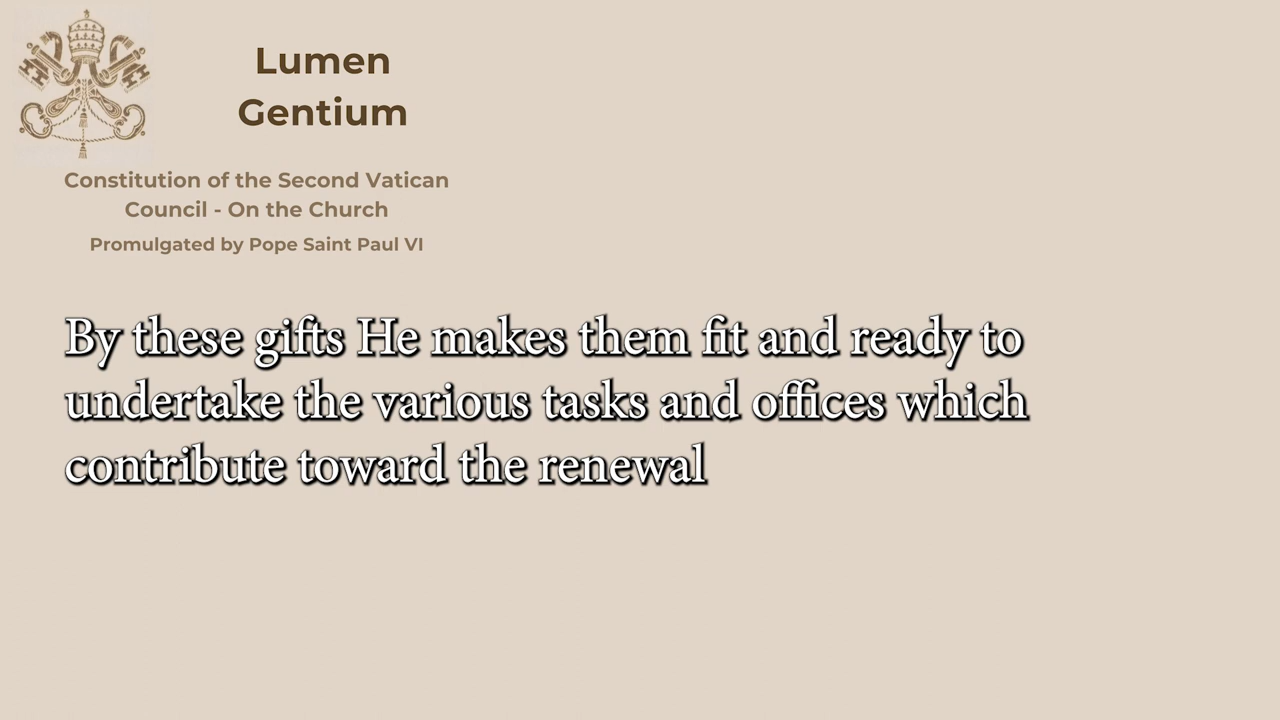 Lumen
Gentium
Constitution of the Second Vatican
Council - On the Church
Promulgated by Pope Saint Paul VI
By these gifts He makes them fit and ready to
undertake the various tasks and offices which
contribute toward the renewal